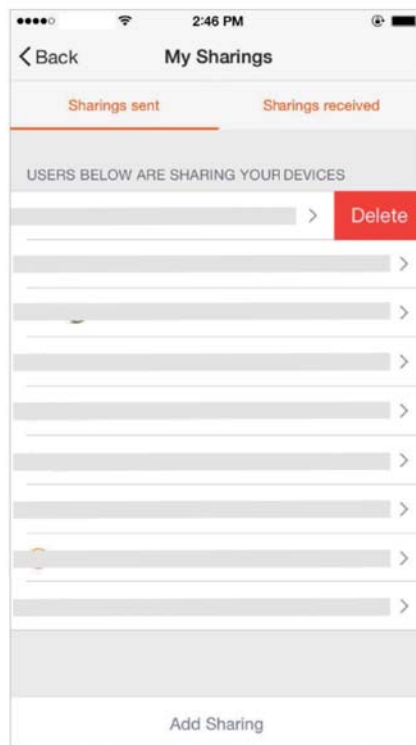 2:46 PM
Back My Sharings
Sharings sent Sharings received
USERS BELOW ARE SHARING YOUR DEVICES
Delete
Add Sharing